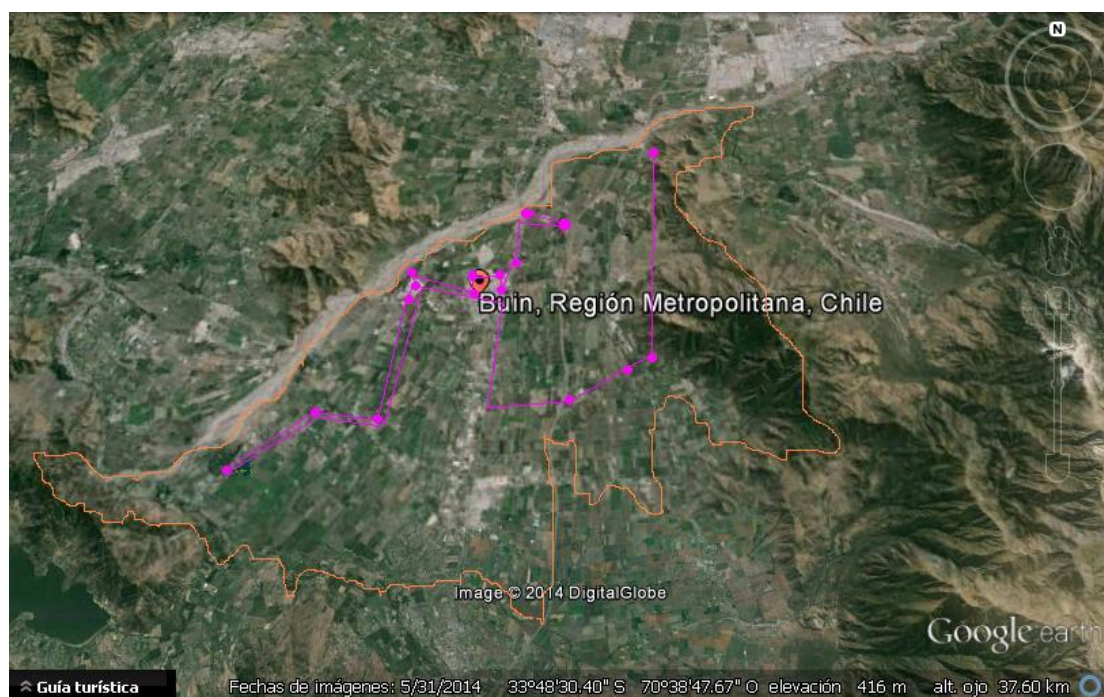 N
Buin, Región Metropolitana, Chile
Image © 2014 DigitalGlobe
Google earth
Guía turística
Fechas de imágenes: 5/31/2014 33°48'30.40" S 70°38'47.67" O elevación 416 m alt. ojo 37.60 km